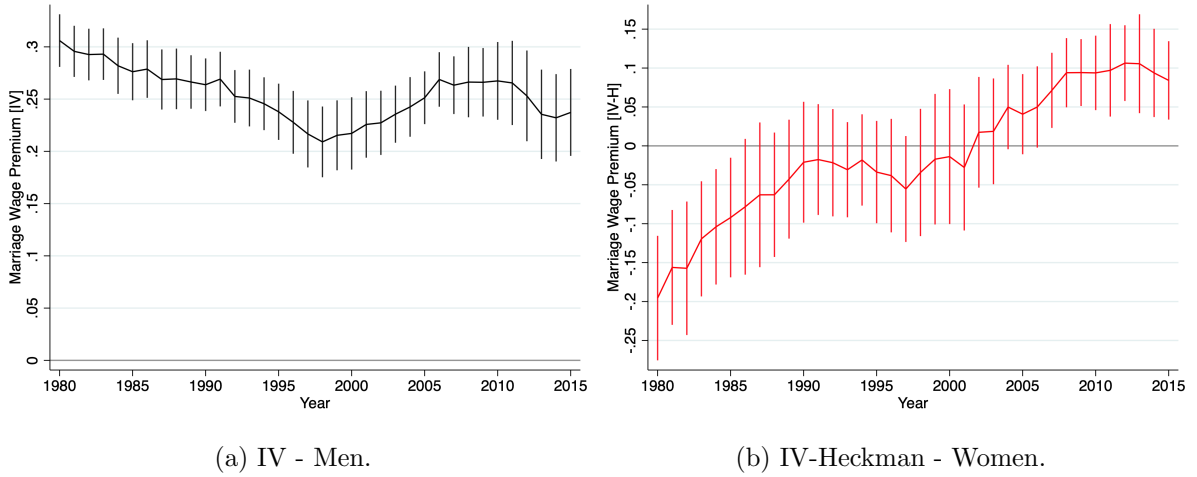 Marriage Wage Premium [IV]
.3
.25
.2
.15
.1
.05
0
1980 1985 1990 1995 2000 2005 2010 2015
Year
(a) IV - Men.
Marriage Wage Premium [IV-H]
.15
.1
.05
0
-.05
-.1
-.15
-.2
-.25
1980 1985 1990 1995 2000 2005 2010 2015
Year
(b) IV-Heckman - Women.